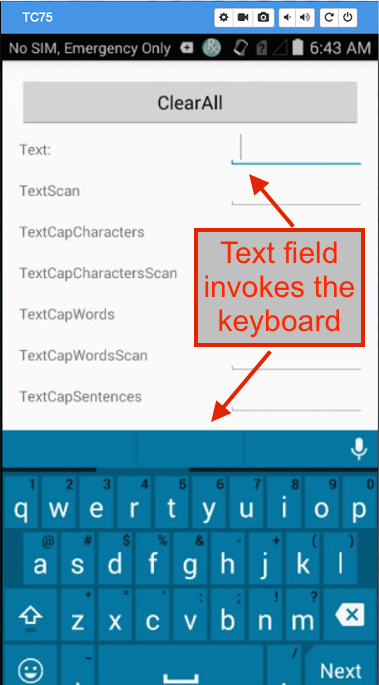 TC75
No SIM, Emergency Only 6:43 AM
ClearAll
Text:
TextScan
TextCapCharacters
TextCapCharactersScan
TextCapWords
TextCapWordsScan
TextCapSentences
Text field
invokes the
keyboard
1 2 3 4 5 6 7 8 9 0
q w e r t y u i o p
@ # $ % & - + ( )
a s d f g h j k l
* " : ; ! ?
z x c v b n m
_ /
, . Next